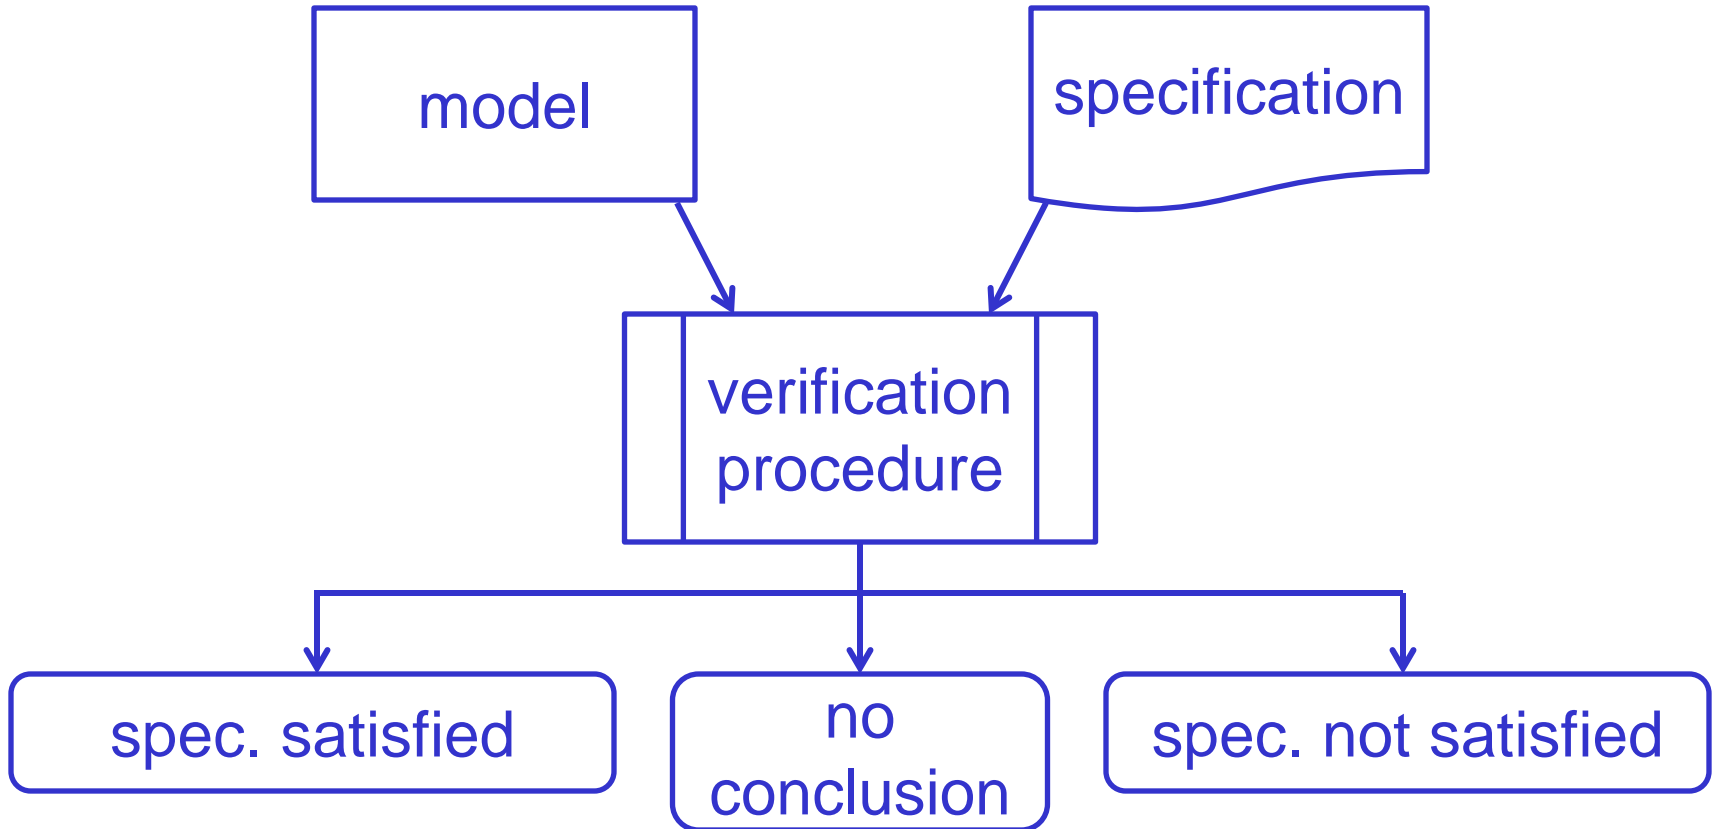 model
specification
verification
procedure
spec. satisfied
no
conclusion
spec. not satisfied